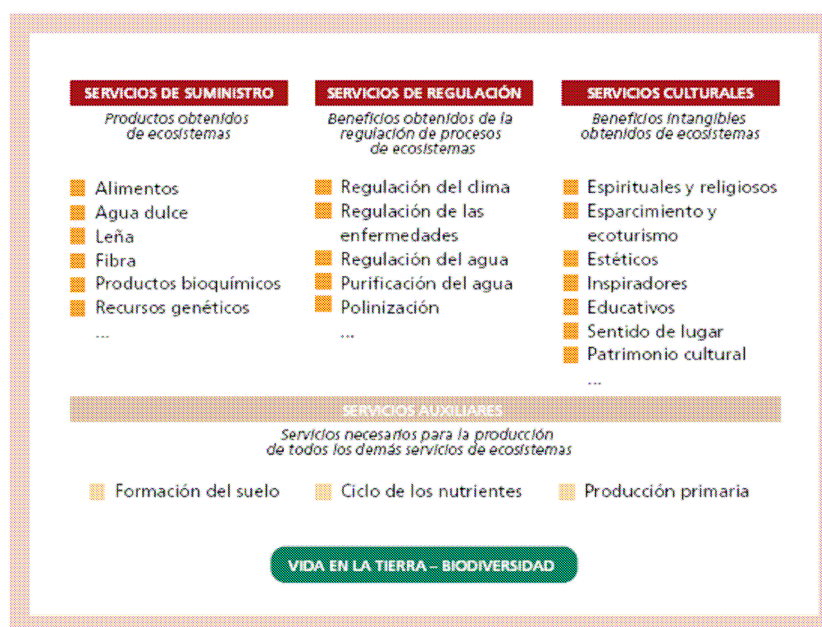 SERVICIOS DE SUMINISTRO
Productos obtenidos
de ecosistemas
Alimentos
Agua dulce
Leña
Fibra
Productos bioquímicos
Recursos genéticos
...
SERVICIOS DE REGULACIÓN
Beneficios obtenidos de la
regulación de procesos
de ecosistemas
Regulación del clima
Regulación de las
enfermedades
Regulación del agua
Purificación del agua
Polinización
...
SERVICIOS CULTURALES
Beneficios intangibles
obtenidos de ecosistemas
Espirituales y religiosos
Esparcimiento y
ecoturismo
Estéticos
Inspiradores
Educativos
Sentido de lugar
Patrimonio cultural
...
SERVICIOS AUXILIARES
Servicios necesarios para la producción
de todos los demás servicios de ecosistemas
Formación del suelo
Ciclo de los nutrientes
Producción primaria
VIDA EN LA TIERRA – BIODIVERSIDAD